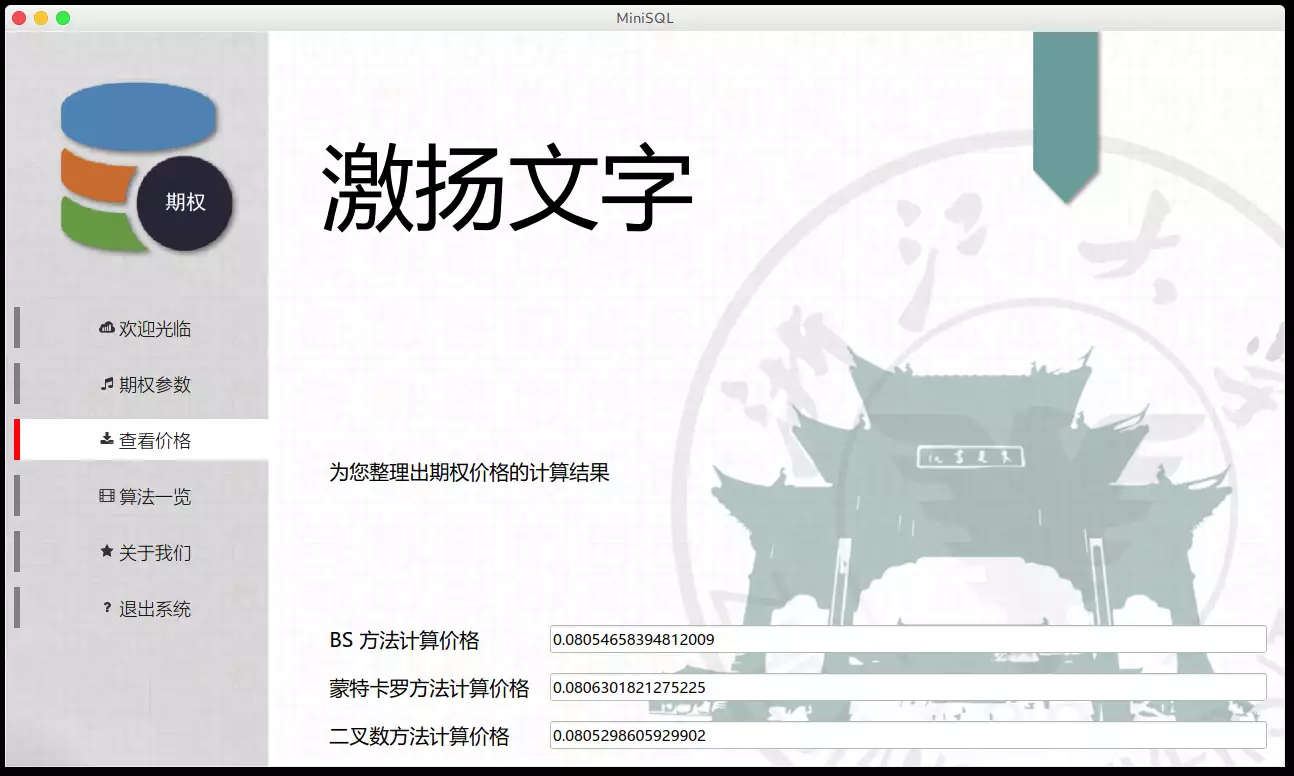 MiniSQL
期权
欢迎光临
期权参数
查看价格
算法一览
关于我们
退出系统
激扬文字
为您整理出期权价格的计算结果
BS 方法计算价格
0.08054658394812009
蒙特卡罗方法计算价格
0.0806301821275225
二叉数方法计算价格
0.0805298605929902
浙江大学